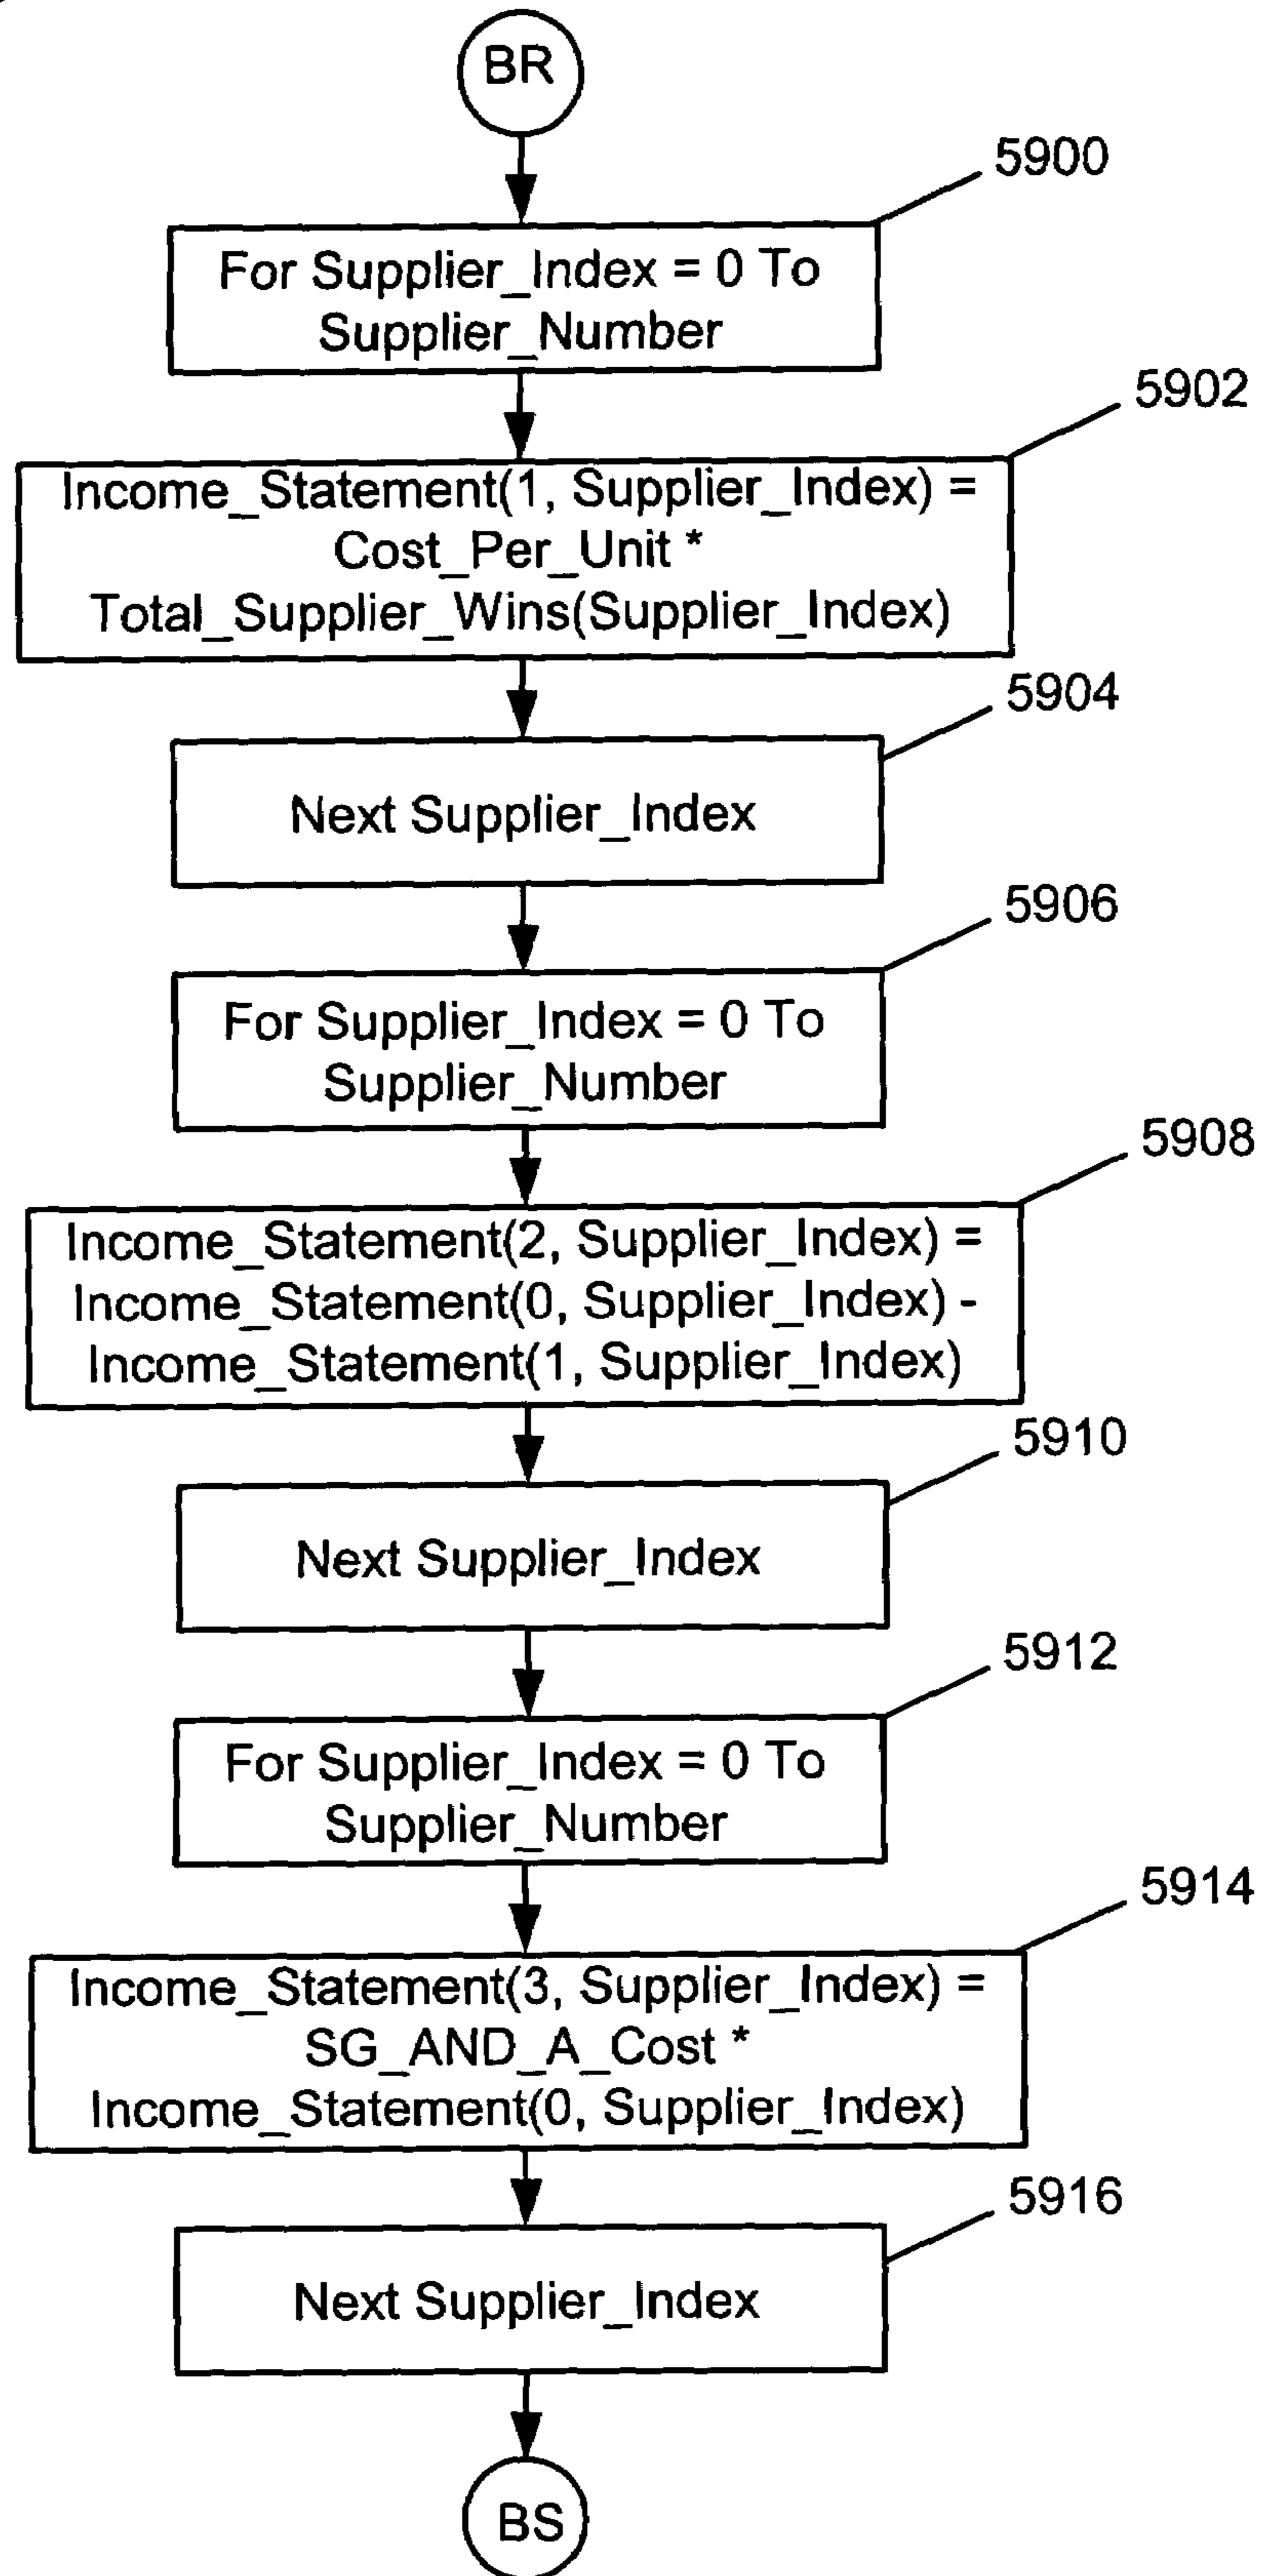 BR
5900
For Supplier_Index = 0 To
Supplier_Number
5902
Income_Statement(1, Supplier_Index) =
Cost_Per_Unit *
Total_Supplier_Wins(Supplier_Index)
5904
Next Supplier_Index
5906
For Supplier_Index = 0 To
Supplier_Number
5908
Income_Statement(2, Supplier_Index) =
Income_Statement(0, Supplier_Index) -
Income_Statement(1, Supplier_Index)
5910
Next Supplier_Index
5912
For Supplier_Index = 0 To
Supplier_Number
5914
Income_Statement(3, Supplier_Index) =
SG_AND_A_Cost *
Income_Statement(0, Supplier_Index)
5916
Next Supplier_Index
BS